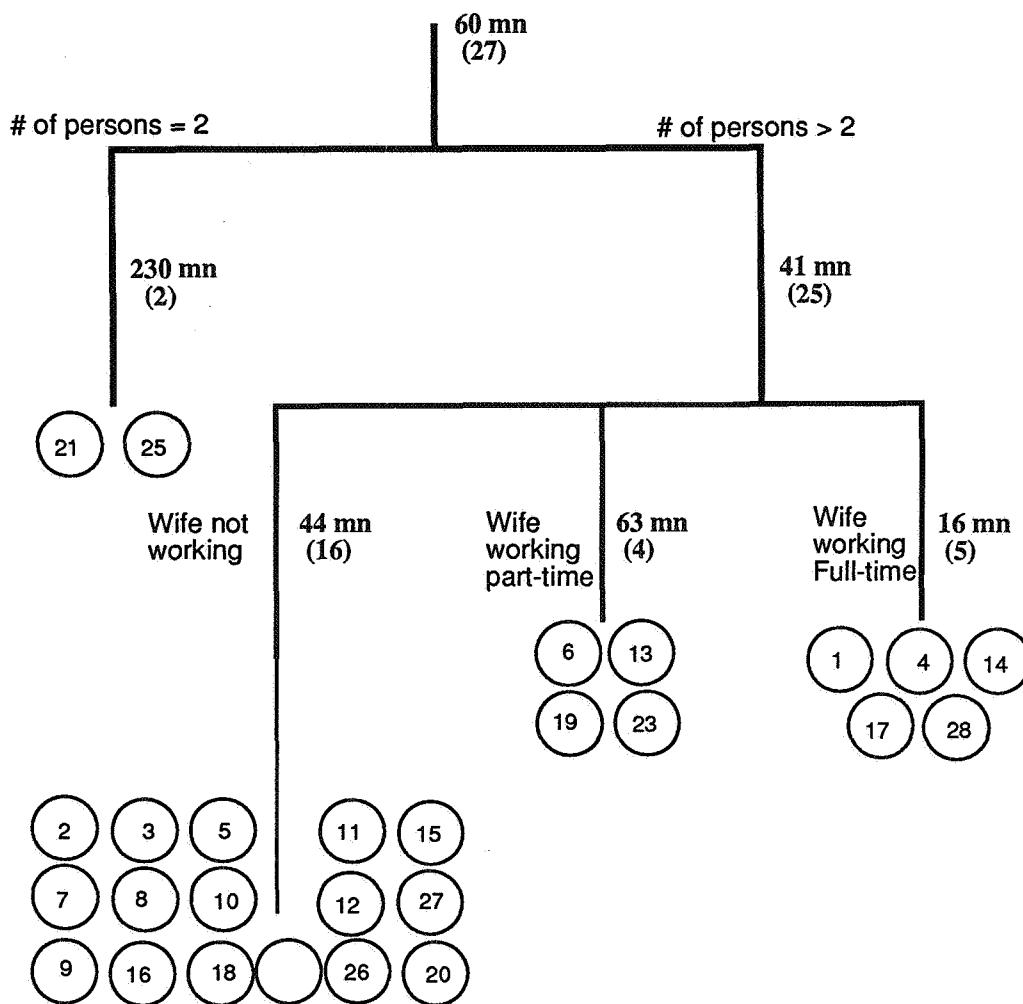 60 mn
(27)
# of persons = 2
# of persons > 2
230 mn
(2)
41 mn
(25)
21 25
Wife not
working
44 mn
(16)
Wife
working
part-time
63 mn
(4)
Wife
working
Full-time
16 mn
(5)
6 13
19 23
1 4 14
17 28
2 3 5 11 15
7 8 10 12 27
9 16 18 26 20